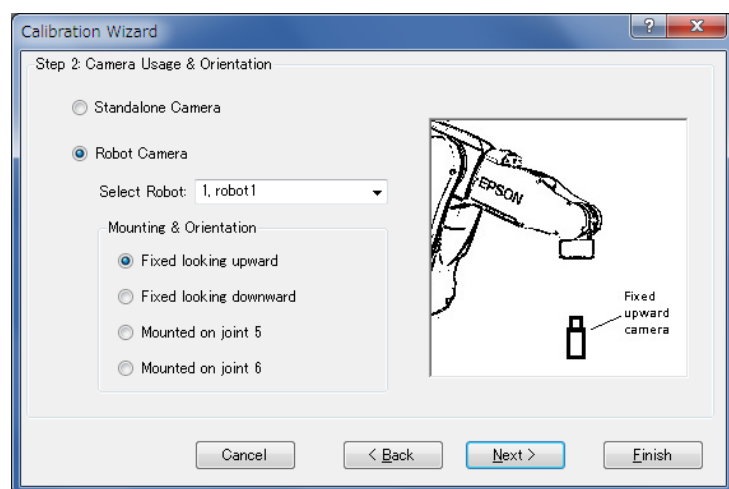 Calibration Wizard
?
X
Step 2: Camera Usage & Orientation
Standalone Camera
Robot Camera
Select Robot: 1, robot1
Mounting & Orientation
Fixed looking upward
Fixed looking downward
Mounted on joint 5
Mounted on joint 6
EPSON
Fixed
upward
camera
Cancel
< Back
Next >
Finish